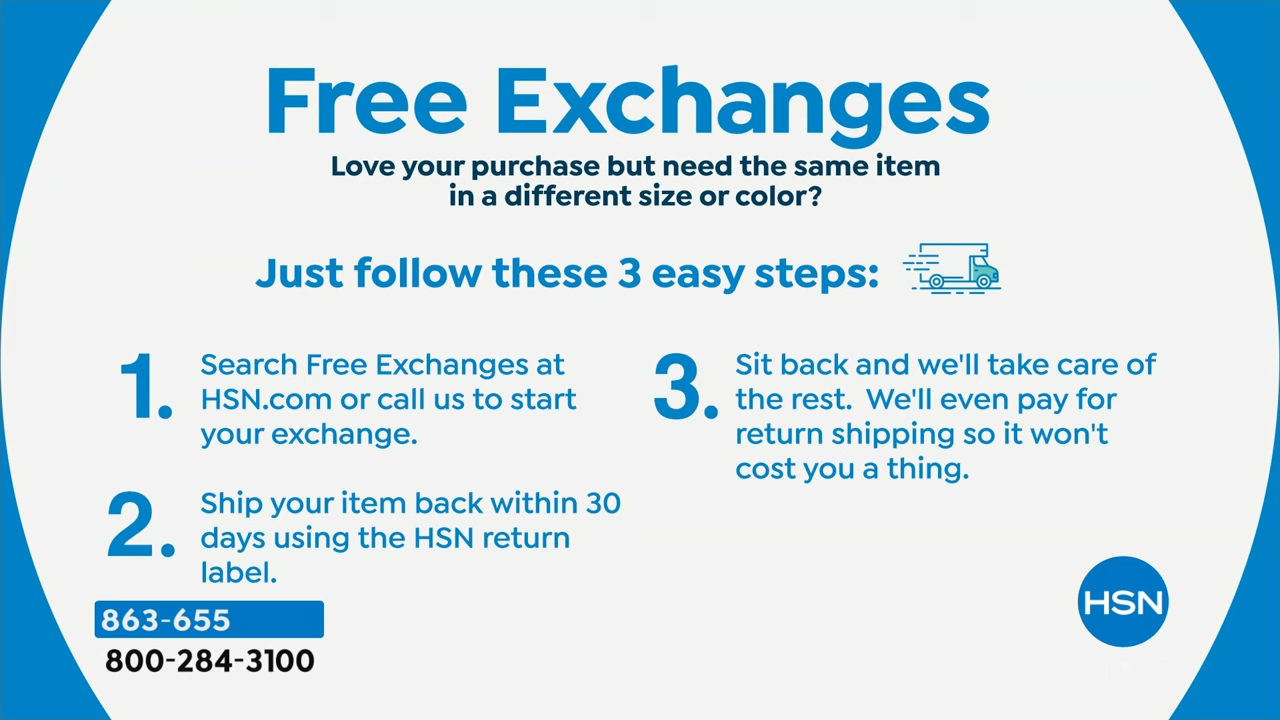 Free Exchanges
Love your purchase but need the same item
in a different size or color?
Just follow these 3 easy steps:
1. Search Free Exchanges at
HSN.com or call us to start
your exchange.
2. Ship your item back within 30
days using the HSN return
label.
3. Sit back and we'll take care of
the rest.  We'll even pay for
return shipping so it won't
cost you a thing.
863-655
800-284-3100
HSN